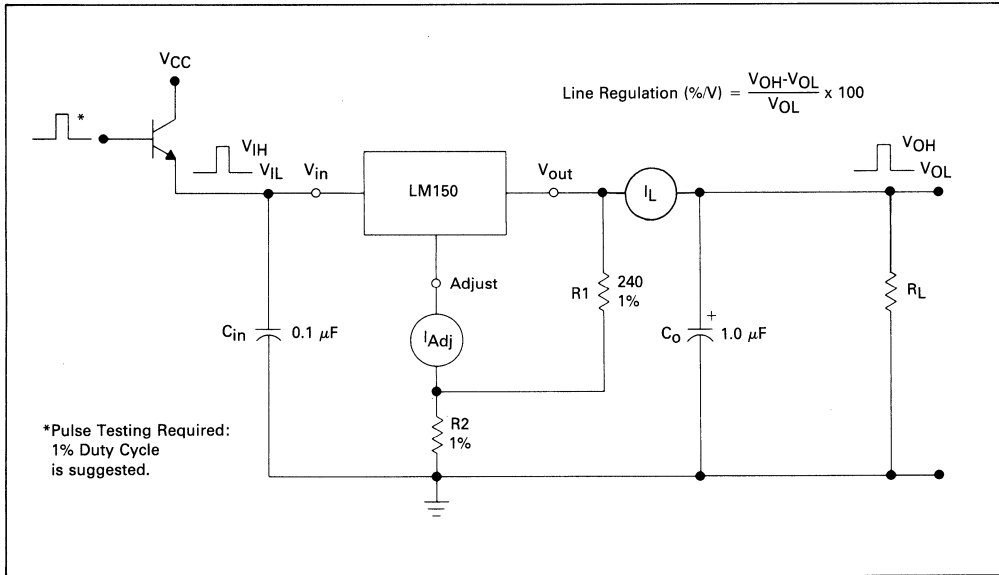 VCC
Line Regulation (%/V) = VOH-VOL / VOL x 100
*
VIH
VIL
Vin
LM150
Vout
IL
VOH
VOL
Adjust
R1
240
1%
RL
Cin
0.1 μF
IAdj
+
Co
1.0 μF
R2
1%
*Pulse Testing Required:
1% Duty Cycle
is suggested.